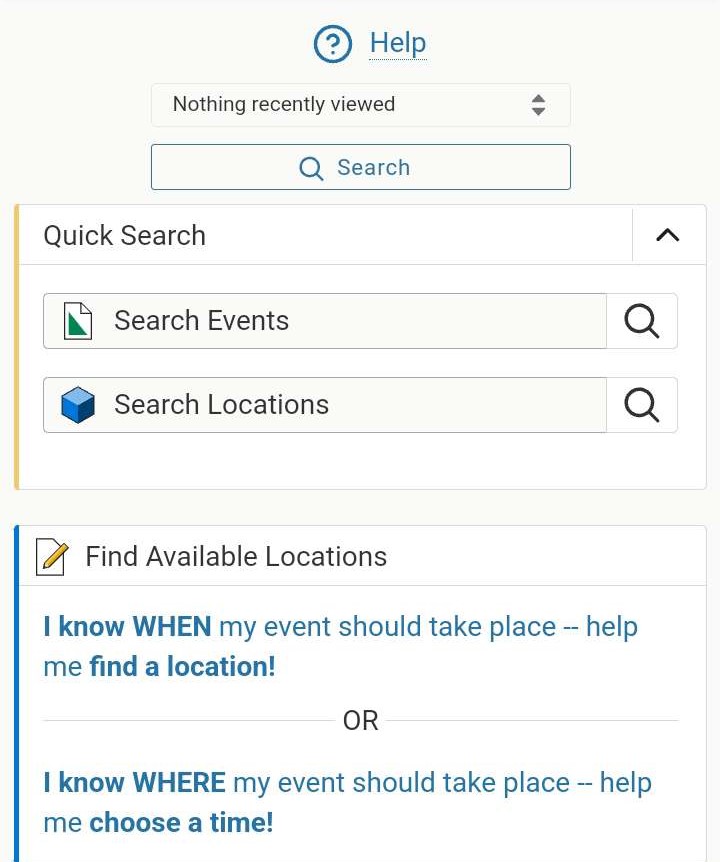 Help
Nothing recently viewed
Search
Quick Search
Search Events
Search Locations
Find Available Locations
I know WHEN my event should take place -- help
me find a location!
OR
I know WHERE my event should take place -- help
me choose a time!